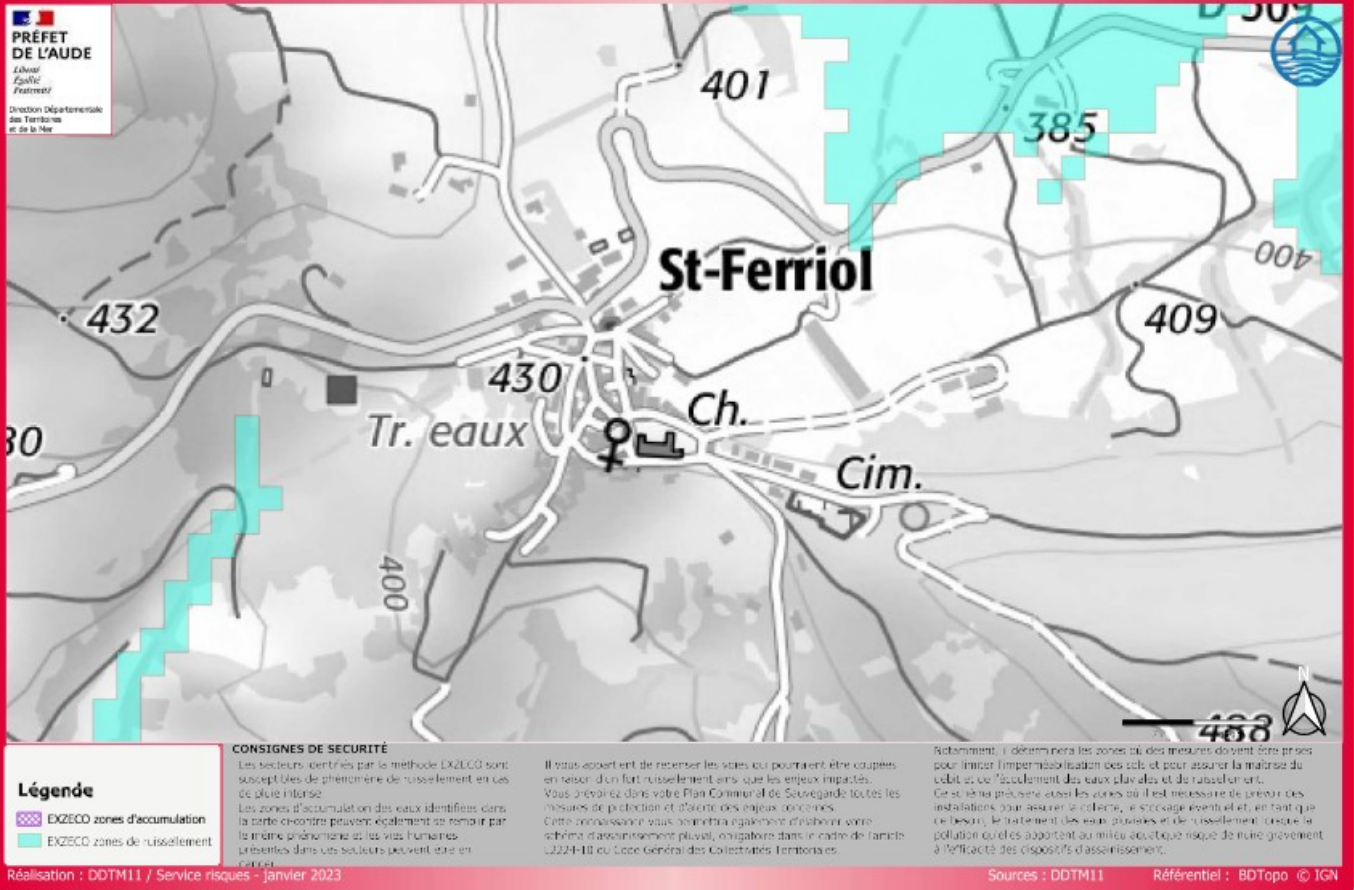 PRÉFET
DE L'AUDE
Liberté
Égalité
Fraternité
Direction Départementale
des Territoires
et de la Mer
D 509
401
385
St-Ferriol
400
432
409
430
Ch.
Tr. eaux
30
Cim.
400
N
488
Légende
EXZECO zones d'accumulation
EXZECO zones de ruissellement
CONSIGNES DE SECURITÉ
Les secteurs identifiés par la méthode EXZECO sont
susceptibles de phénomène de ruissellement en cas
de pluie intense.
Les zones d'accumulation des eaux identifiées dans
la carte ci-contre peuvent également se remplir par
le même phénomène et les vies humaines
présentes dans ces secteurs peuvent être en
danger.
Il vous appartient de recenser les voies qui pourraient être coupées
en raison d'un fort ruissellement ainsi que les enjeux impactés.
Vous prévoirez dans votre Plan Communal de Sauvegarde toutes les
mesures de protection et d'alerte des enjeux concernés.
Cette connaissance vous permettra également d'élaborer votre
schéma d'assainissement pluvial, obligatoire dans le cadre de l'article
L2224-10 du Code Général des Collectivités Territoriales.
Notamment, il déterminera les zones où des mesures doivent être prises
pour limiter l'imperméabilisation des sols et pour assurer la maîtrise du
débit et de l'écoulement des eaux pluviales et de ruissellement.
Ce schéma précisera aussi les zones où il est nécessaire de prévoir des
installations pour assurer la collecte, le stockage éventuel et, en tant que
de besoin, le traitement des eaux pluviales et de ruissellement lorsque la
pollution qu'elles apportent au milieu aquatique risque de nuire gravement
à l'efficacité des dispositifs d'assainissement.
Réalisation : DDTM11 / Service risques - janvier 2023
Sources : DDTM11
Référentiel : BDTopo © IGN